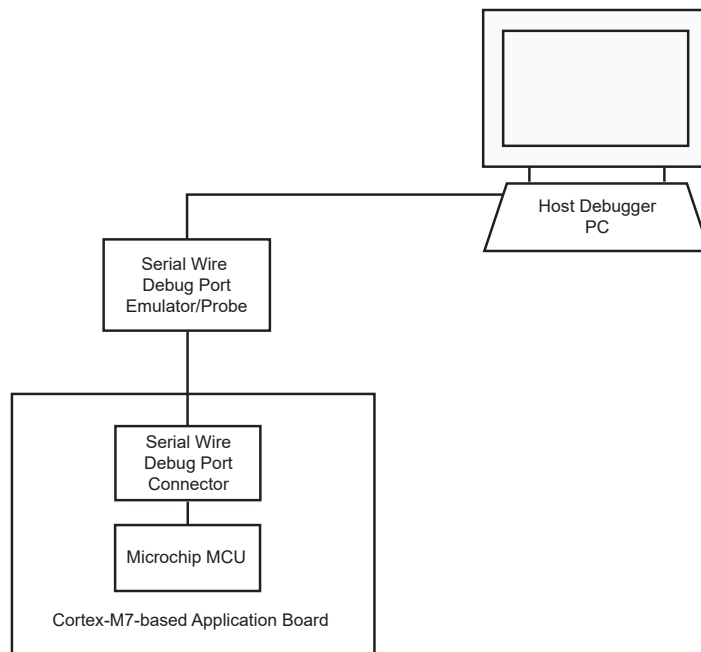 Host Debugger
PC
Serial Wire
Debug Port
Emulator/Probe
Serial Wire
Debug Port
Connector
Microchip MCU
Cortex-M7-based Application Board